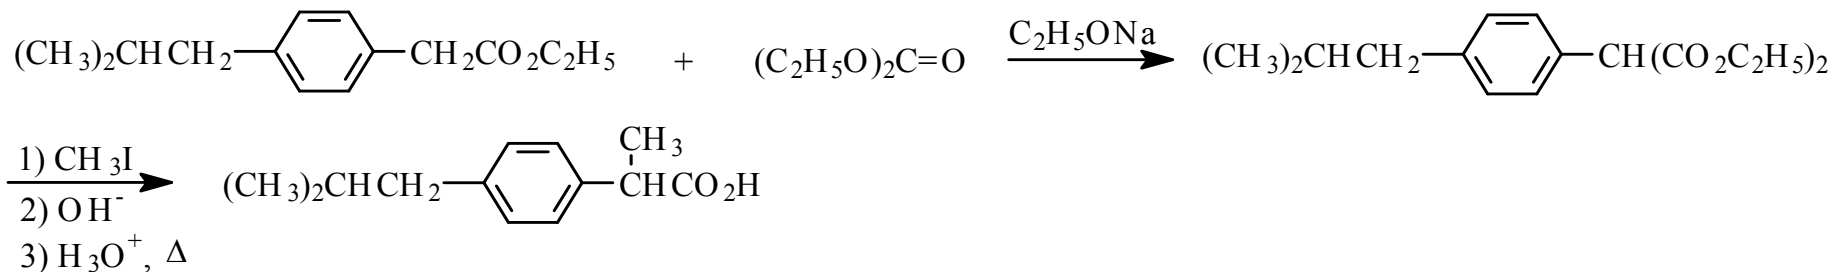 (CH3)2CHCH2 CH2CO2C2H5 + (C2H5O)2C=O C2H5ONa (CH3)2CHCH2 CH(CO2C2H5)2
1) CH3I
2) OH-
3) H3O+, Δ
(CH3)2CHCH2 CHCO2H
CH3